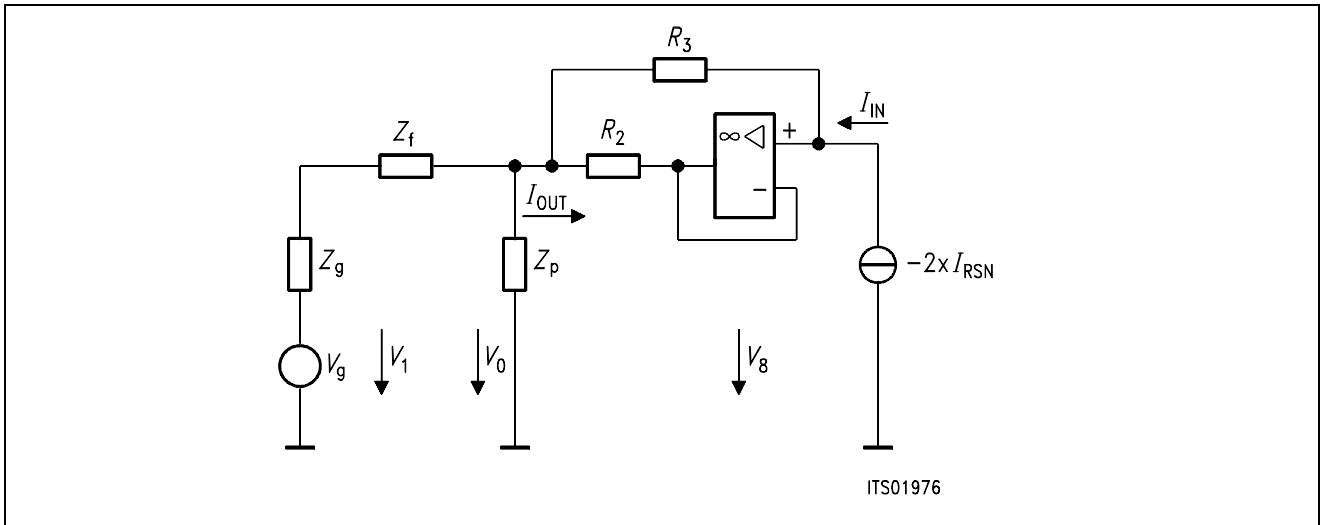 R3
IIN
Zf
R2
∞
+
−
IOUT
Zg
Zp
−2x IRSN
Vg
V1
V0
V8
ITS01976